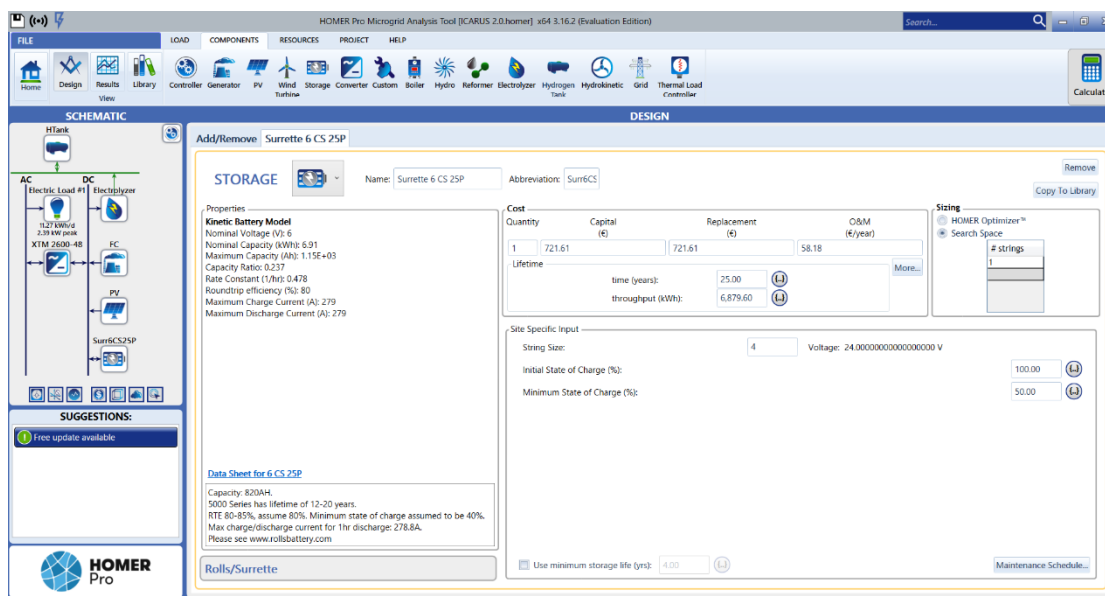 HOMER Pro Microgrid Analysis Tool [ICARUS 2.0.homer] x64 3.16.2 (Evaluation Edition)
Search...
FILE
LOAD COMPONENTS RESOURCES PROJECT HELP
Home Design Results Library Controller Generator PV Wind Turbine Storage Converter Custom Boiler Hydro Reformer Electrolyzer Hydrogen Tank Hydrokinetic Grid Thermal Load Controller
View
Calculat
SCHEMATIC
DESIGN
HTank
AC DC
Electric Load #1 Electrolyzer
11.27 kWh/d
2.39 kW peak
XTM 2600-48 FC
PV
Surr6CS25P
SUGGESTIONS:
Free update available
HOMER
Pro
Add/Remove Surrette 6 CS 25P
STORAGE
Name: Surrette 6 CS 25P Abbreviation: Surr6CS
Remove
Copy To Library
Properties
Kinetic Battery Model
Nominal Voltage (V): 6
Nominal Capacity (kWh): 6.91
Maximum Capacity (Ah): 1.15E+03
Capacity Ratio: 0.237
Rate Constant (1/hr): 0.478
Roundtrip efficiency (%): 80
Maximum Charge Current (A): 279
Maximum Discharge Current (A): 279
Data Sheet for 6 CS 25P
Capacity: 820AH.
5000 Series has lifetime of 12-20 years.
RTE 80-85%, assume 80%. Minimum state of charge assumed to be 40%.
Max charge/discharge current for 1hr discharge: 278.8A.
Please see www.rollsbattery.com
Rolls/Surrette
Cost
Quantity Capital Replacement O&M
(€) (€) (€/year)
1 721.61 721.61 58.18
Lifetime
More...
time (years): 25.00 (..)
throughput (kWh): 6,879.60 (..)
Sizing
HOMER Optimizer™
Search Space
# strings
1
Site Specific Input
String Size: 4 Voltage: 24.00000000000000000 V
Initial State of Charge (%): 100.00 (..)
Minimum State of Charge (%): 50.00 (..)
Use minimum storage life (yrs): 4.00 (..)
Maintenance Schedule...